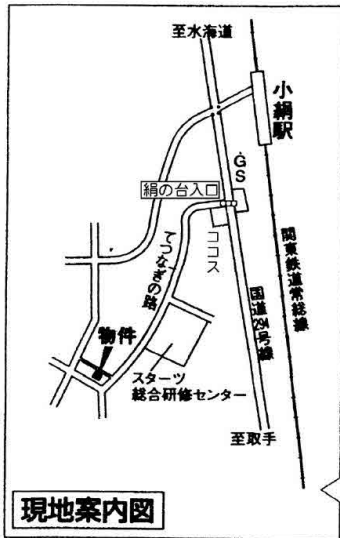 至水海道
小絹駅
GS
絹の台入口
ココス
てつなぎの路
関東鉄道常総線
国道294号線
物件
スターツ
総合研修センター
至取手
現地案内図